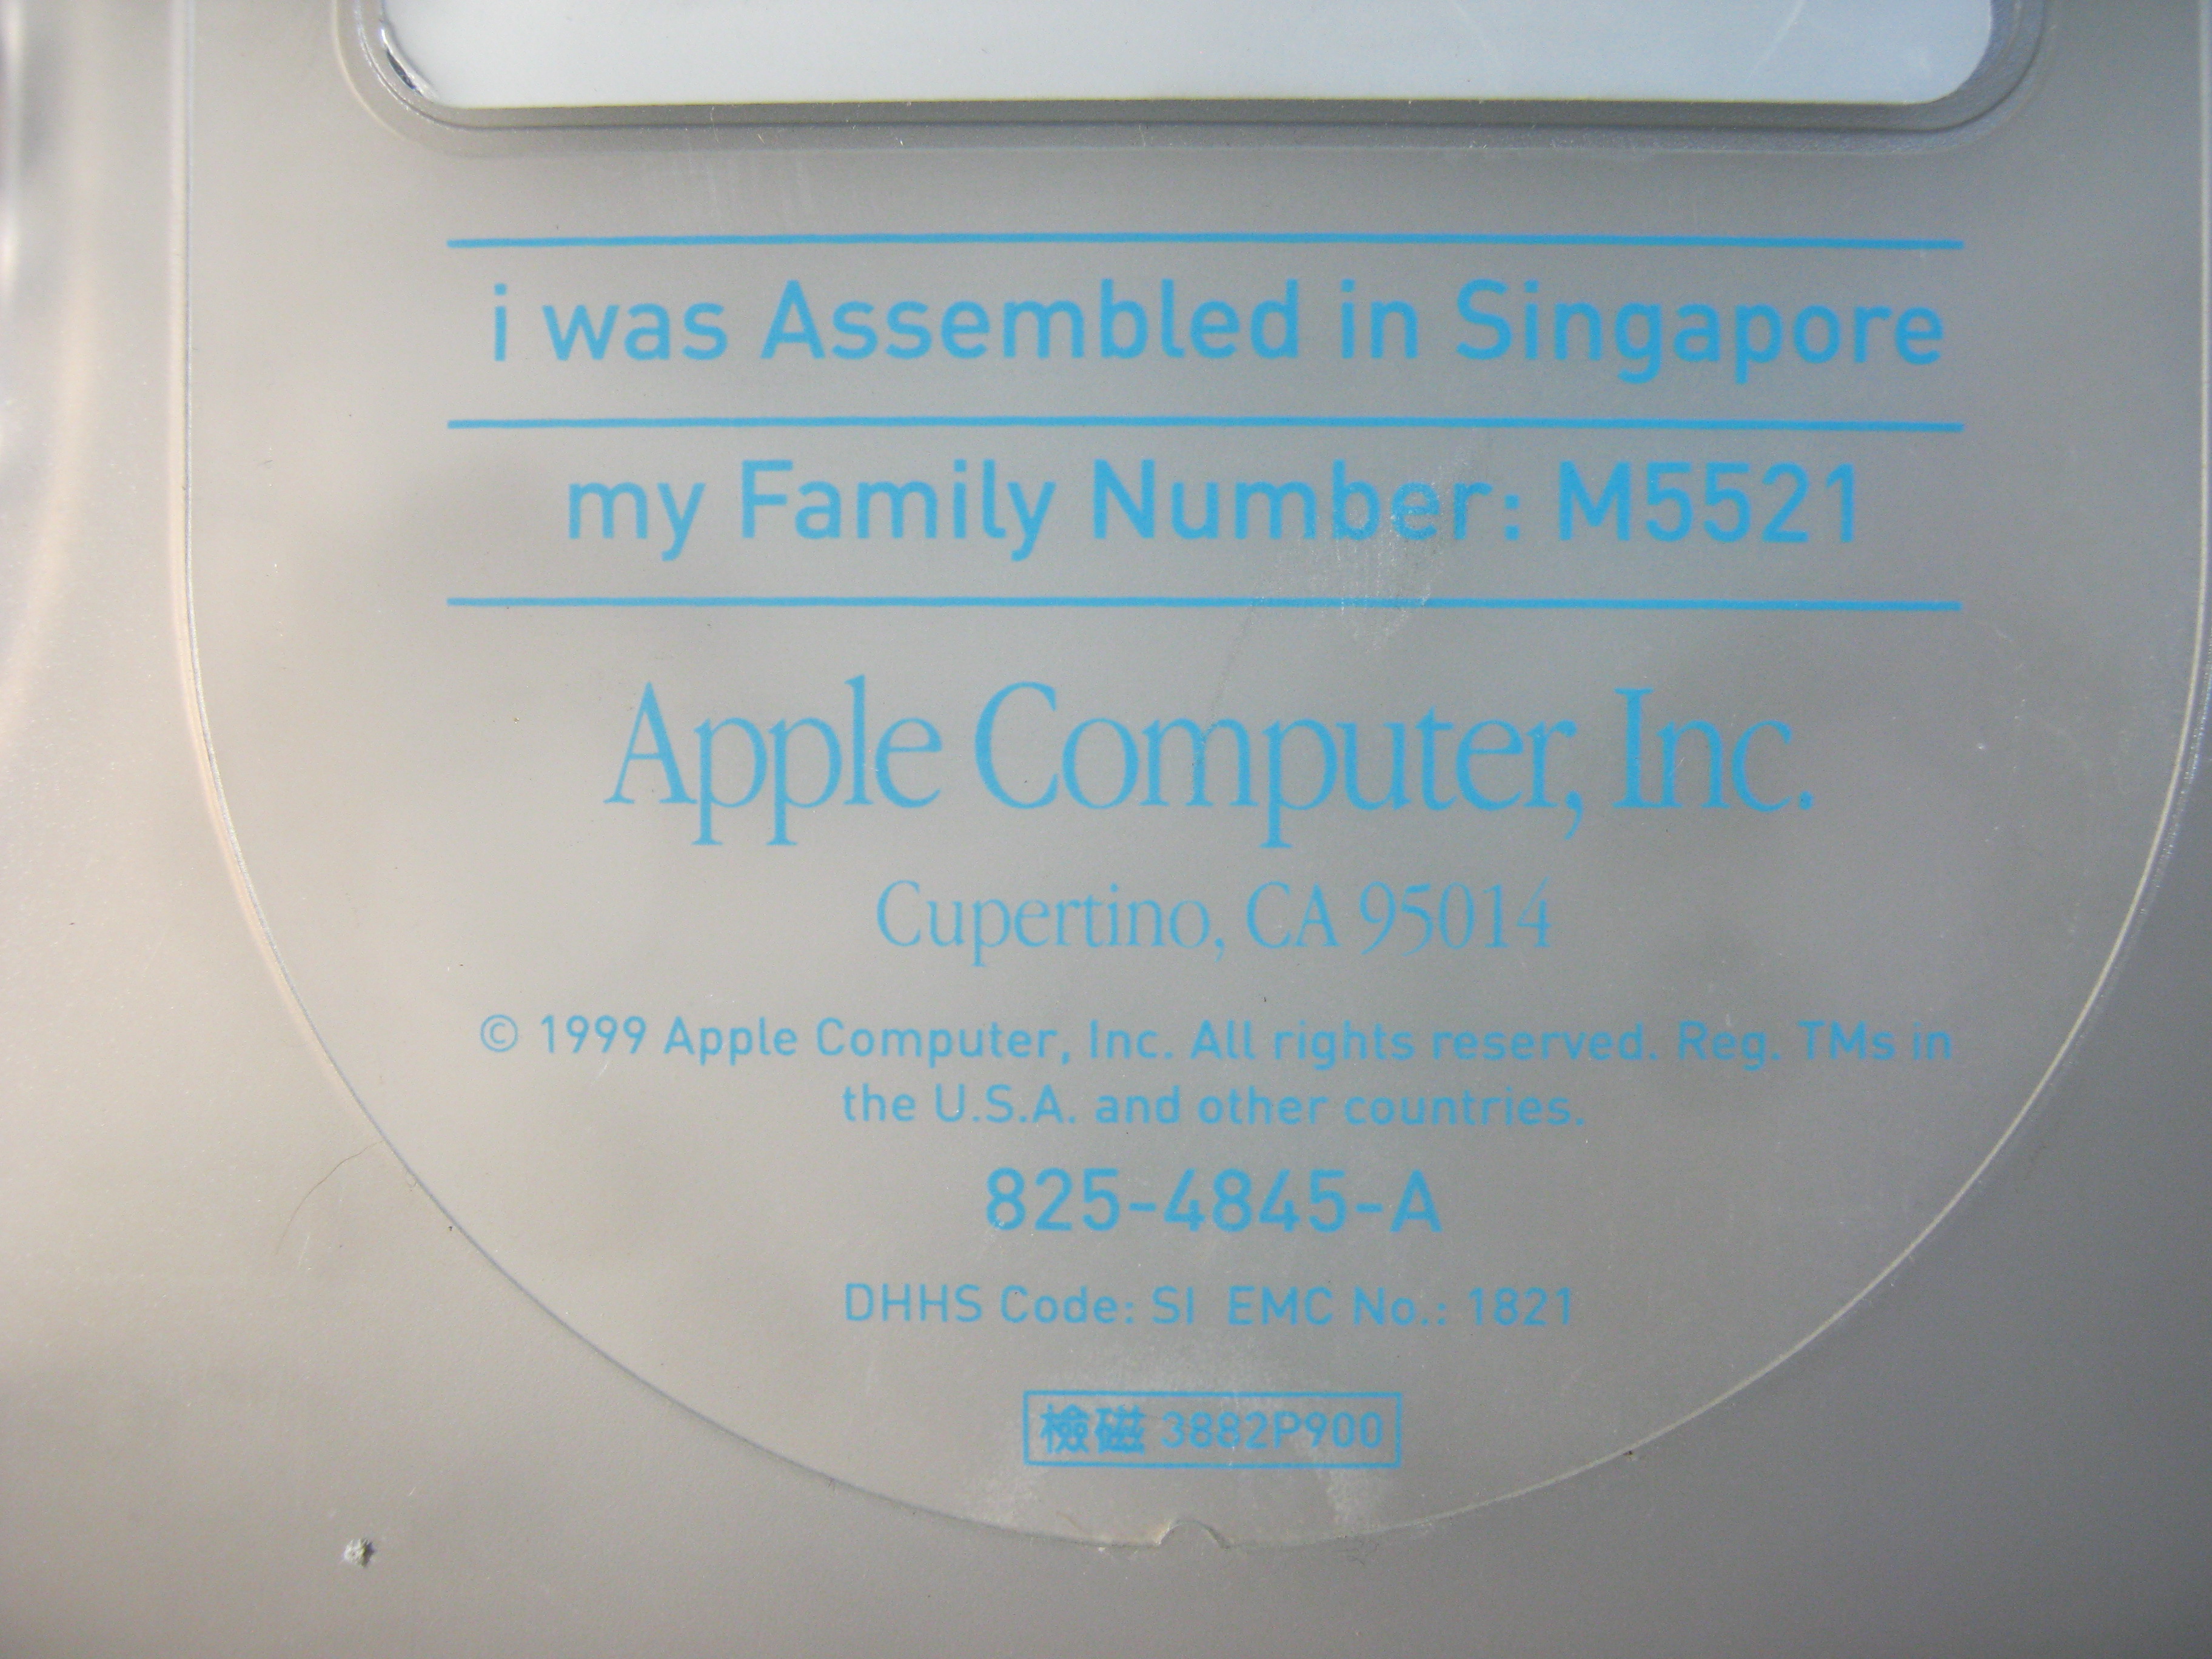 i was Assembled in Singapore
my Family Number: M5521
Apple Computer, Inc.
Cupertino, CA 95014
© 1999 Apple Computer, Inc. All rights reserved. Reg. TMs in
the U.S.A. and other countries.
825-4845-A
DHHS Code: SI EMC No.: 1821
檢磁 3882P900